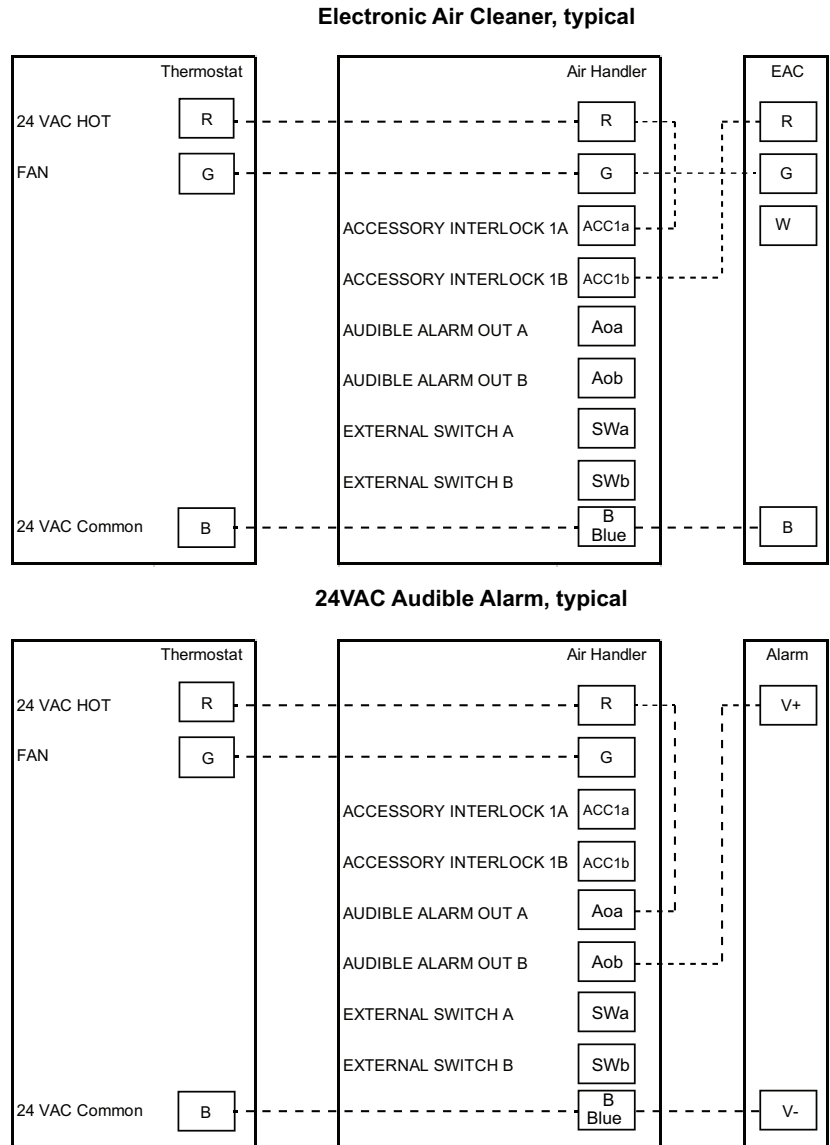 Electronic Air Cleaner, typical
Thermostat Air Handler EAC
24 VAC HOT R R R
FAN G G G
ACCESSORY INTERLOCK 1A ACC1a W
ACCESSORY INTERLOCK 1B ACC1b
AUDIBLE ALARM OUT A Aoa
AUDIBLE ALARM OUT B Aob
EXTERNAL SWITCH A SWa
EXTERNAL SWITCH B SWb
24 VAC Common B B Blue B
24VAC Audible Alarm, typical
Thermostat Air Handler Alarm
24 VAC HOT R R V+
FAN G G
ACCESSORY INTERLOCK 1A ACC1a
ACCESSORY INTERLOCK 1B ACC1b
AUDIBLE ALARM OUT A Aoa
AUDIBLE ALARM OUT B Aob
EXTERNAL SWITCH A SWa
EXTERNAL SWITCH B SWb
24 VAC Common B B Blue V-